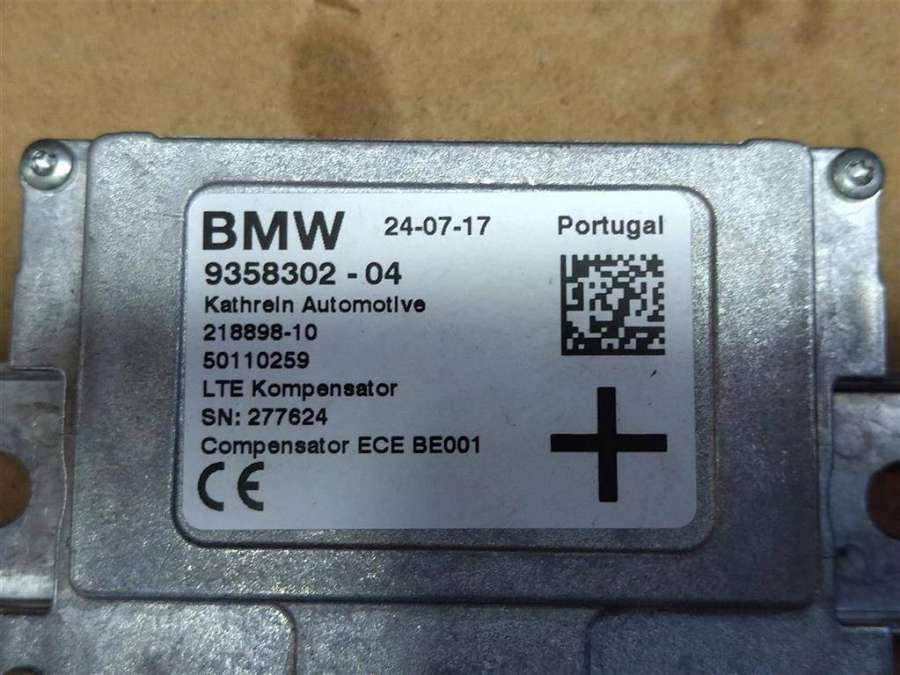 BMW 24-07-17 Portugal
9358302 - 04
Kathrein Automotive
218898-10
50110259
LTE Kompensator
SN: 277624
Compensator ECE BE001
CE